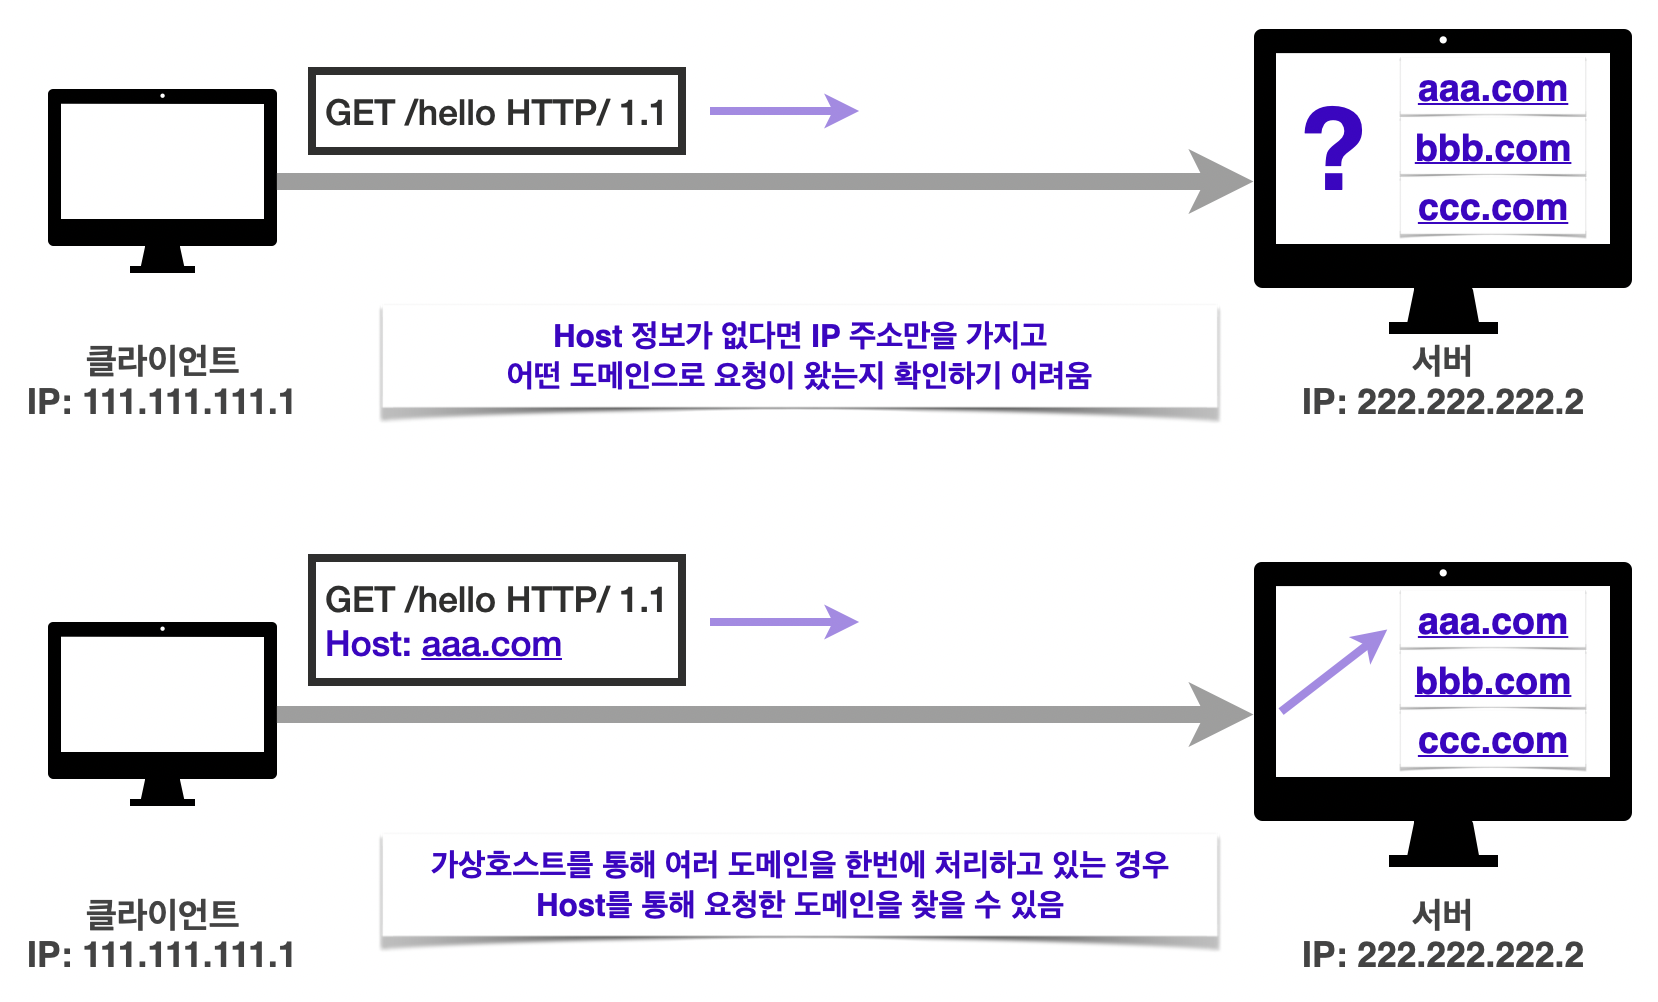 GET /hello HTTP/ 1.1
?
aaa.com
bbb.com
ccc.com
Host 정보가 없다면 IP 주소만을 가지고
어떤 도메인으로 요청이 왔는지 확인하기 어려움
클라이언트
IP: 111.111.111.1
서버
IP: 222.222.222.2
GET /hello HTTP/ 1.1
Host: aaa.com
aaa.com
bbb.com
ccc.com
가상호스트를 통해 여러 도메인을 한번에 처리하고 있는 경우
Host를 통해 요청한 도메인을 찾을 수 있음
클라이언트
IP: 111.111.111.1
서버
IP: 222.222.222.2